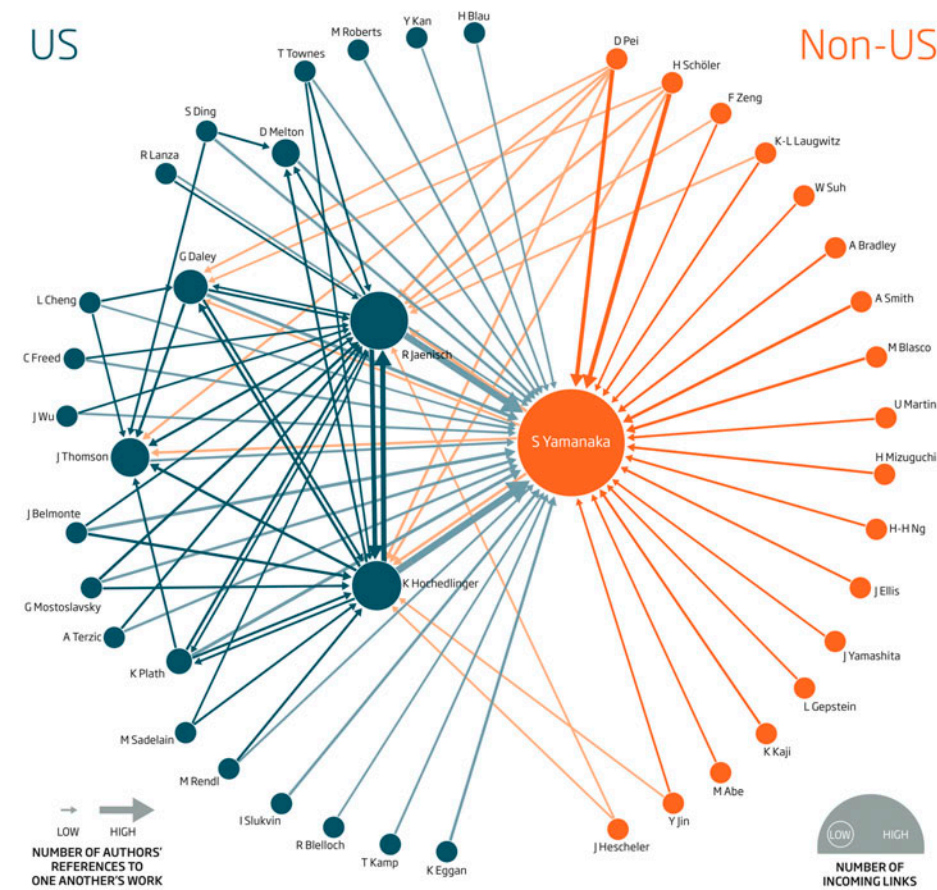 US
Non-US
H Blau
Y Kan
M Roberts
T Townes
D Pei
H Schöler
S Ding
D Melton
F Zeng
R Lanza
K-L Laugwitz
W Suh
A Bradley
G Daley
L Cheng
A Smith
R Jaenisch
C Freed
M Blasco
J Wu
U Martin
S Yamanaka
J Thomson
H Mizuguchi
J Belmonte
H-H Ng
K Hochedlinger
G Mostoslavsky
J Ellis
A Terzic
J Yamashita
K Plath
L Gepstein
M Sadelain
K Kaji
M Rendl
M Abe
I Slukvin
Y Jin
R Blelloch
J Hescheler
T Kamp
K Eggan
LOW
HIGH
NUMBER OF AUTHORS'
REFERENCES TO
ONE ANOTHER'S WORK
LOW
HIGH
NUMBER OF
INCOMING LINKS